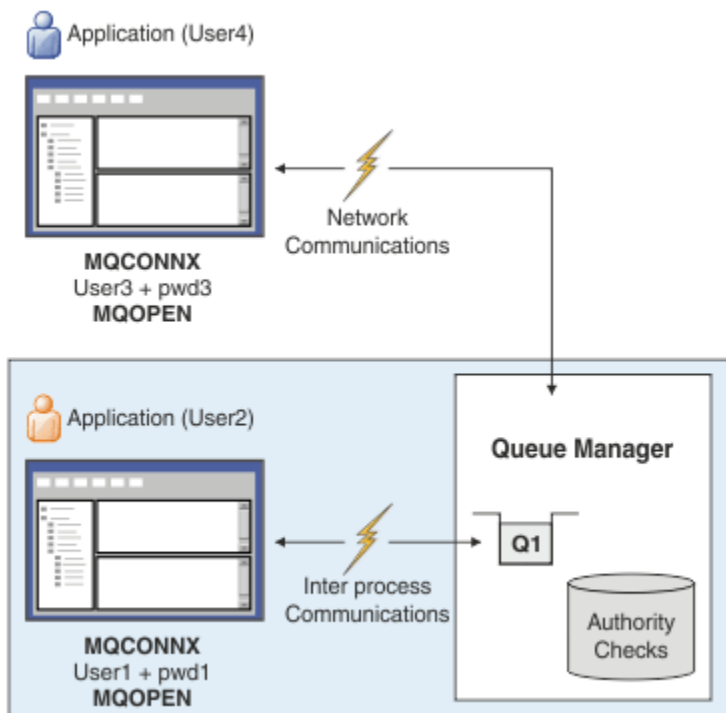 Application (User4)
Network
Communications
MQCONNX
User3 + pwd3
MQOPEN
Application (User2)
Queue Manager
Q1
Inter process
Communications
Authority
Checks
MQCONNX
User1 + pwd1
MQOPEN